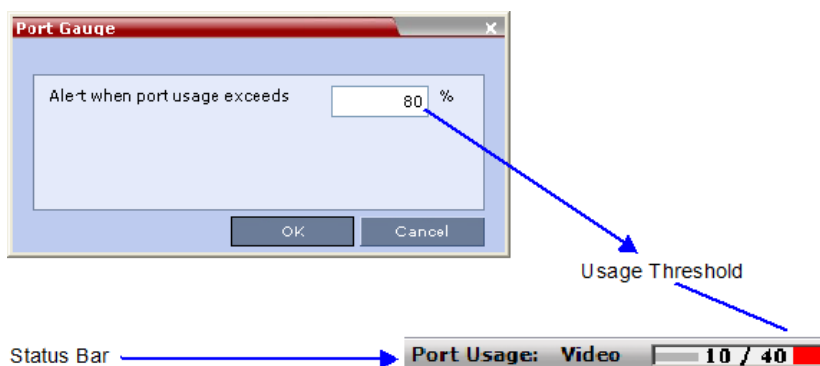 Port Gauge
Alert when port usage exceeds 80 %
OK Cancel
Usage Threshold
Status Bar
Port Usage: Video 10 / 40